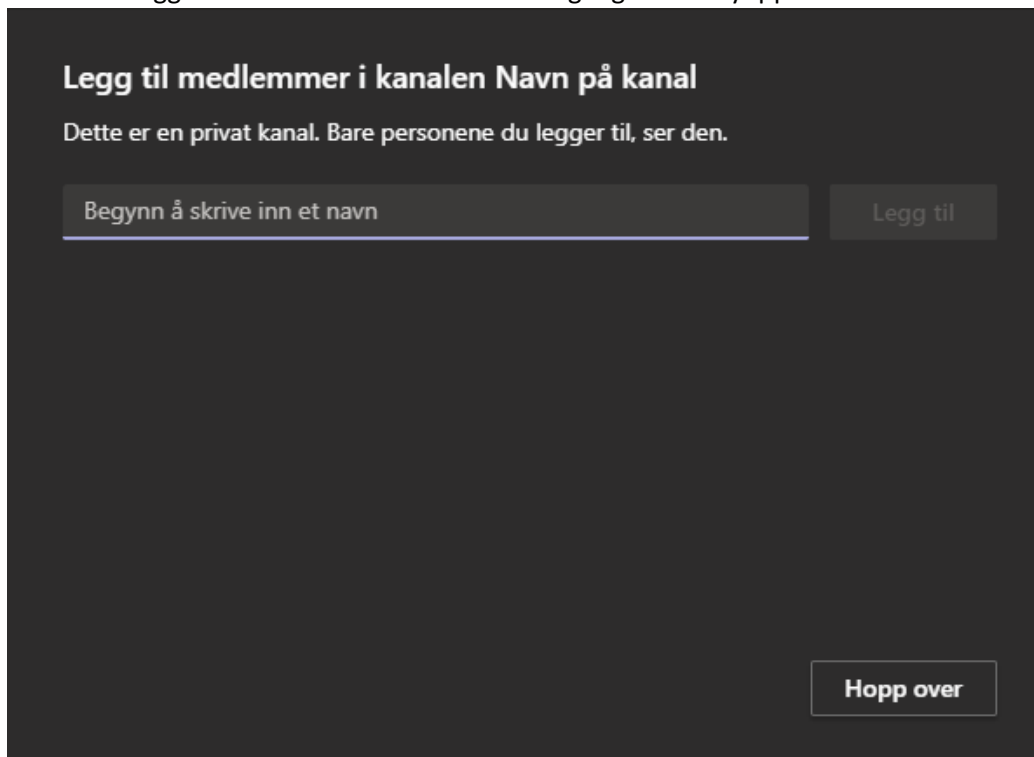 Legg til medlemmer i kanalen Navn på kanal
Dette er en privat kanal. Bare personene du legger til, ser den.
Begynn å skrive inn et navn
Legg til
Hopp over